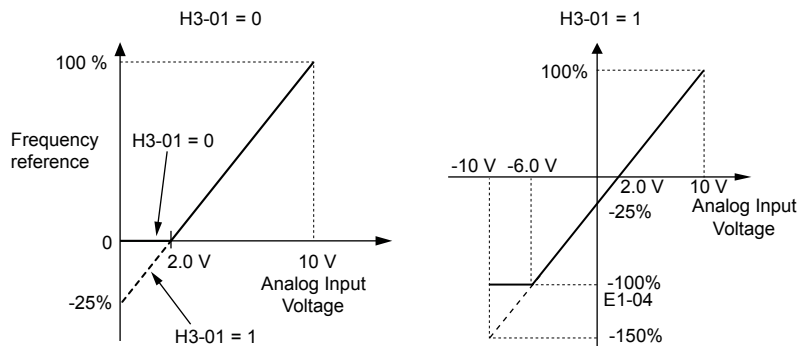 H3-01 = 0
100 %
Frequency
reference
H3-01 = 0
0
2.0 V
10 V
Analog Input
Voltage
-25%
H3-01 = 1
H3-01 = 1
100%
-10 V
-6.0 V
2.0 V
10 V
Analog Input
Voltage
-25%
-100%
E1-04
-150%